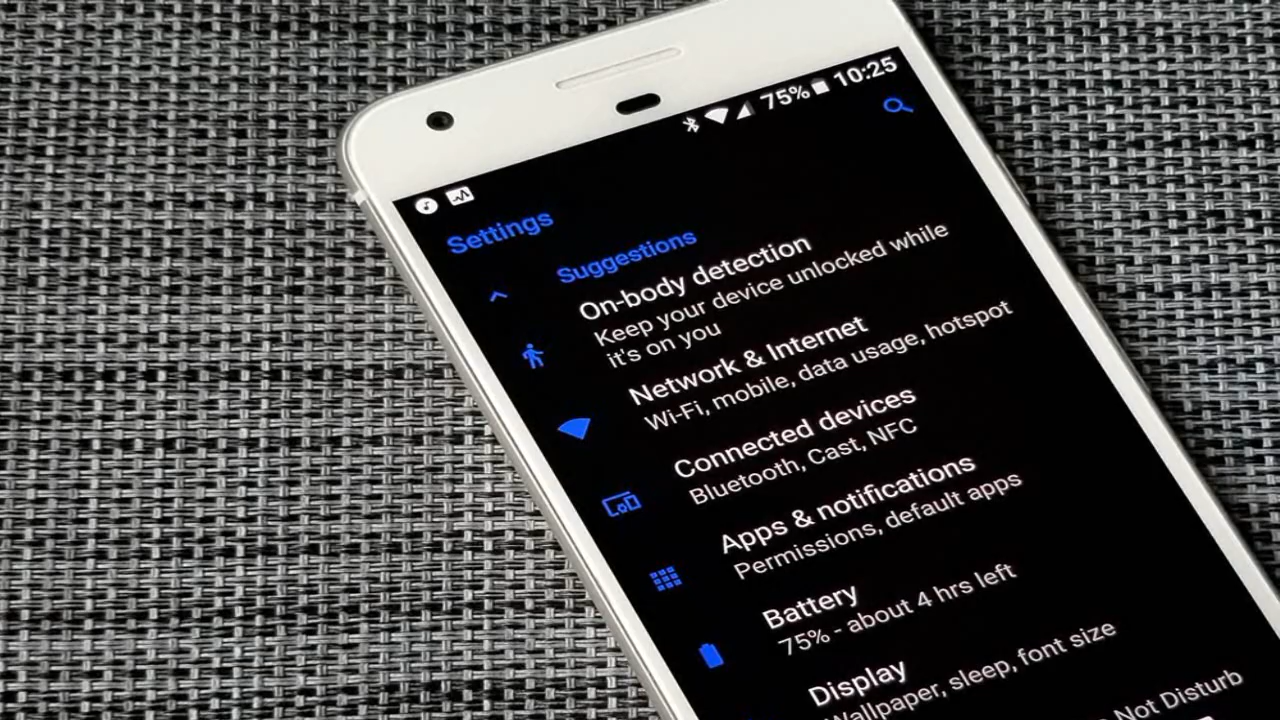 75% 10:25
Settings
Suggestions
On-body detection
Keep your device unlocked while
it's on you
Network & Internet
Wi-Fi, mobile, data usage, hotspot
Connected devices
Bluetooth, Cast, NFC
Apps & notifications
Permissions, default apps
Battery
75% - about 4 hrs left
Display
Wallpaper, sleep, font size
Not Disturb